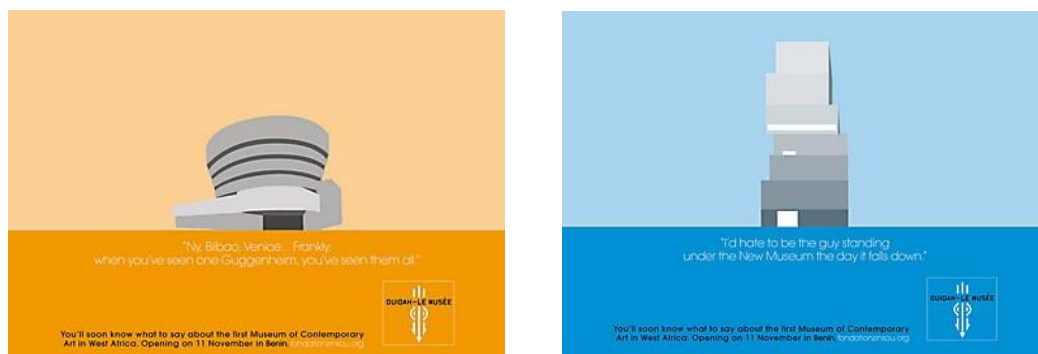 "Ny, Bilbao, Venice... Frankly,
when you've seen one Guggenheim, you've seen them all."
OUIDAH-LE MUSÉE
You'll soon know what to say about the first Museum of Contemporary
Art in West Africa. Opening on 11 November in Benin. fondationzinsou.org
"I'd hate to be the guy standing
under the New Museum the day it falls down."
OUIDAH-LE MUSÉE
You'll soon know what to say about the first Museum of Contemporary
Art in West Africa. Opening on 11 November in Benin. fondationzinsou.org